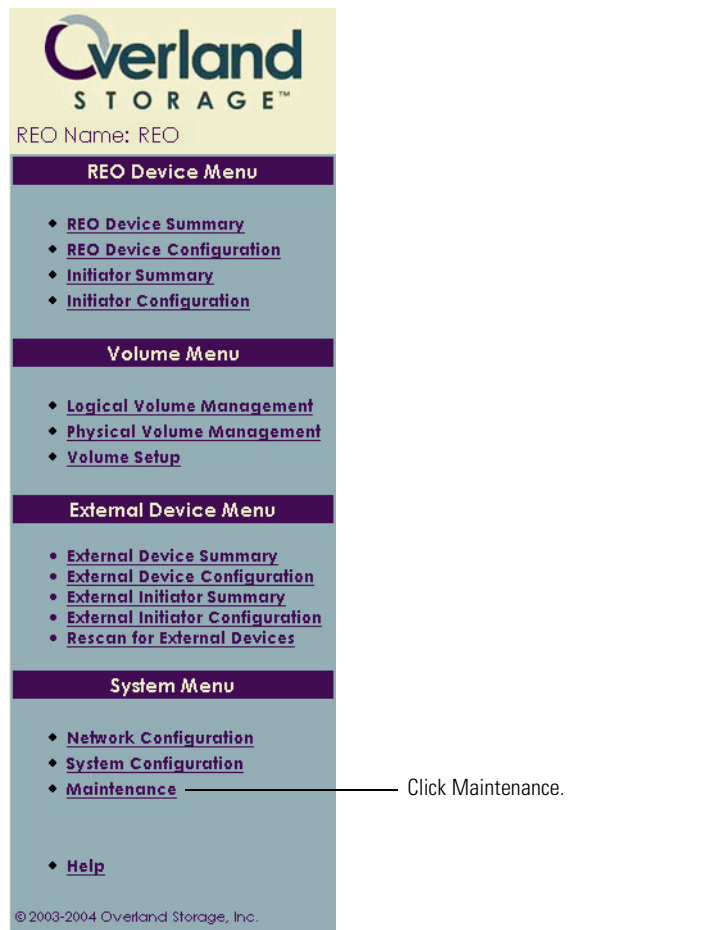 Overland
STORAGE™
REO Name: REO
REO Device Menu
REO Device Summary
REO Device Configuration
Initiator Summary
Initiator Configuration
Volume Menu
Logical Volume Management
Physical Volume Management
Volume Setup
External Device Menu
External Device Summary
External Device Configuration
External Initiator Summary
External Initiator Configuration
Rescan for External Devices
System Menu
Network Configuration
System Configuration
Maintenance
Click Maintenance.
Help
© 2003-2004 Overland Storage, Inc.